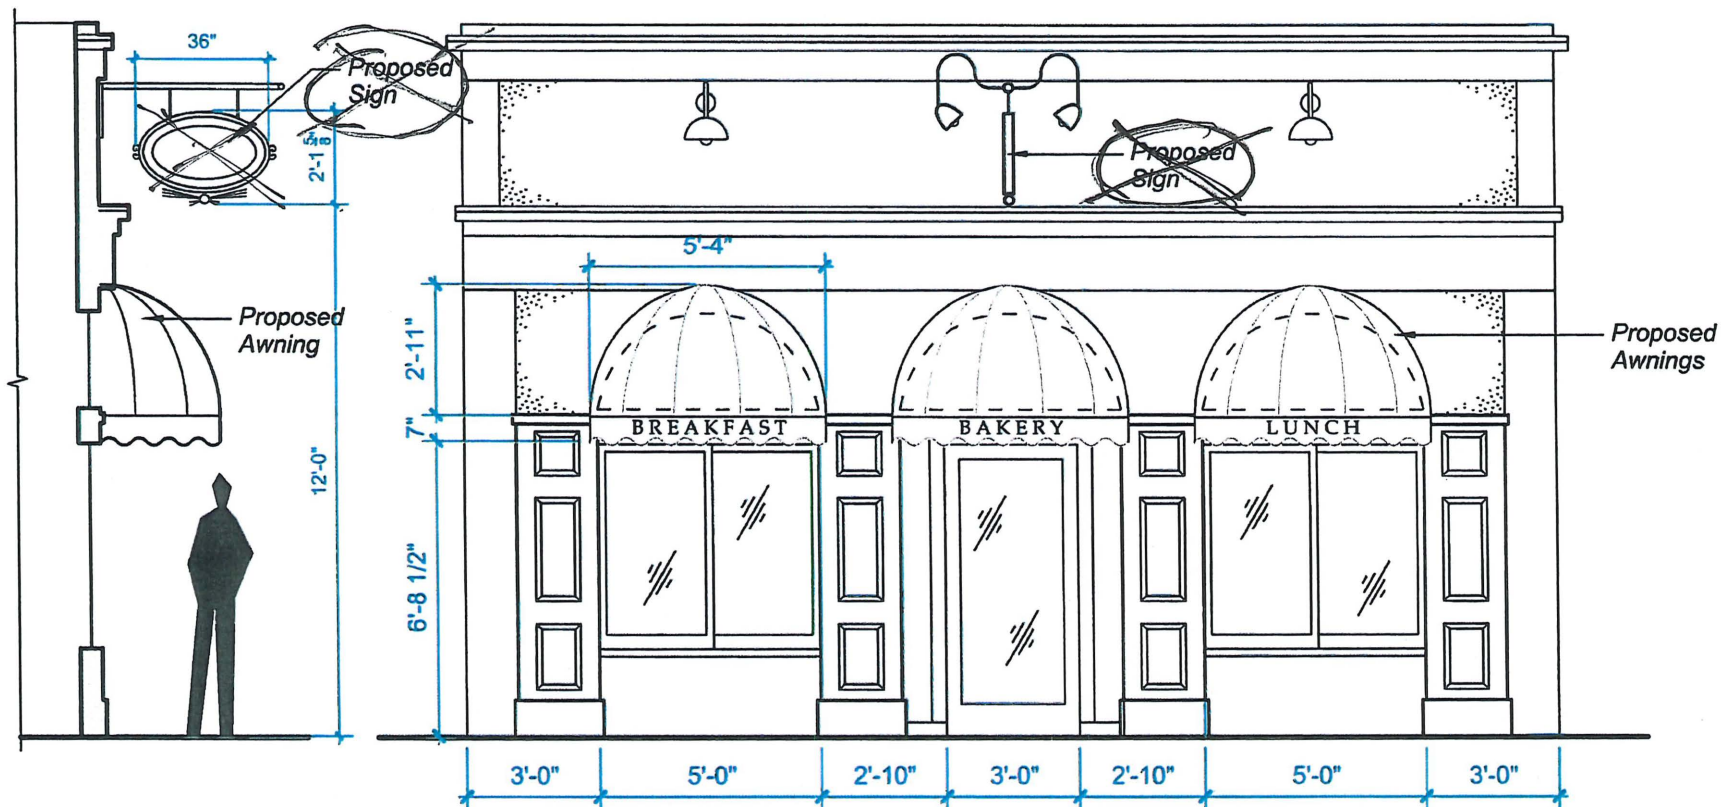 36"
Proposed
Sign
2'-1 5/8
12'-0"
Proposed
Awning
Proposed
Sign
5'-4"
2'-11"
7"
6'-8 1/2"
Proposed
Awnings
BREAKFAST
BAKERY
LUNCH
3'-0"
5'-0"
2'-10"
3'-0"
2'-10"
5'-0"
3'-0"